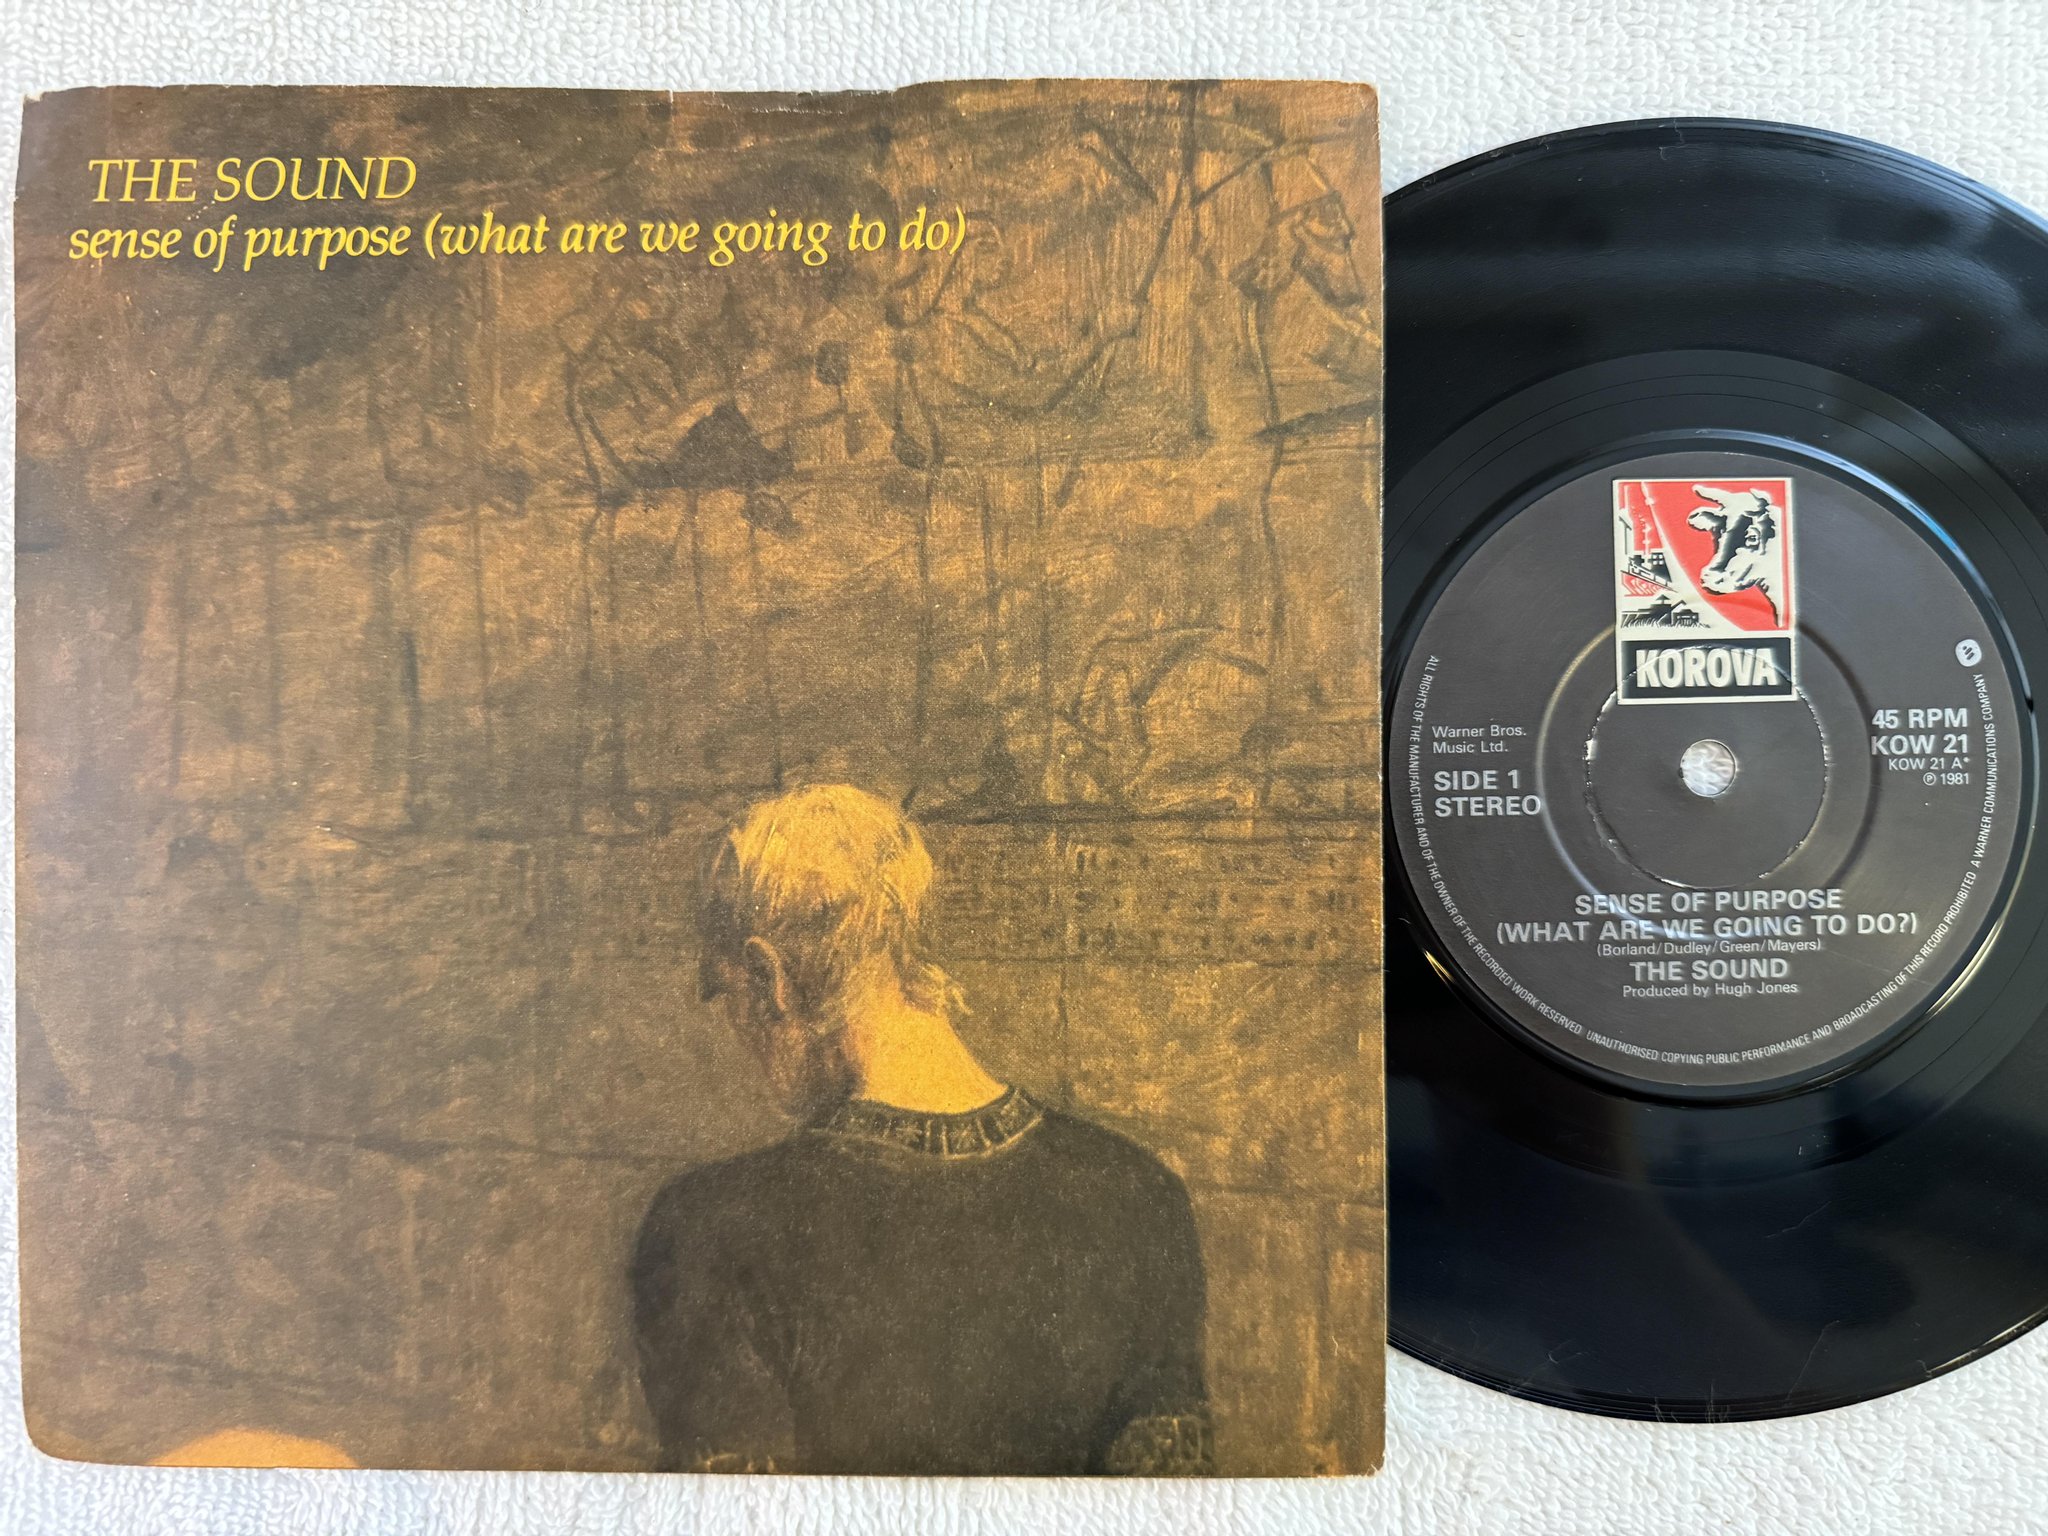 THE SOUND
sense of purpose (what are we going to do)
KOROVA
Warner Bros.
Music Ltd.
SIDE 1
STEREO
45 RPM
KOW 21
KOW 21 A*
℗ 1981
SENSE OF PURPOSE
(WHAT ARE WE GOING TO DO?)
(Borland/Dudley/Green/Mayers)
THE SOUND
Produced by Hugh Jones
ALL RIGHTS OF THE MANUFACTURER AND OF THE OWNER OF THE RECORDED WORK RESERVED UNAUTHORISED COPYING PUBLIC PERFORMANCE AND BROADCASTING OF THIS RECORD PROHIBITED A WARNER COMMUNICATIONS COMPANY